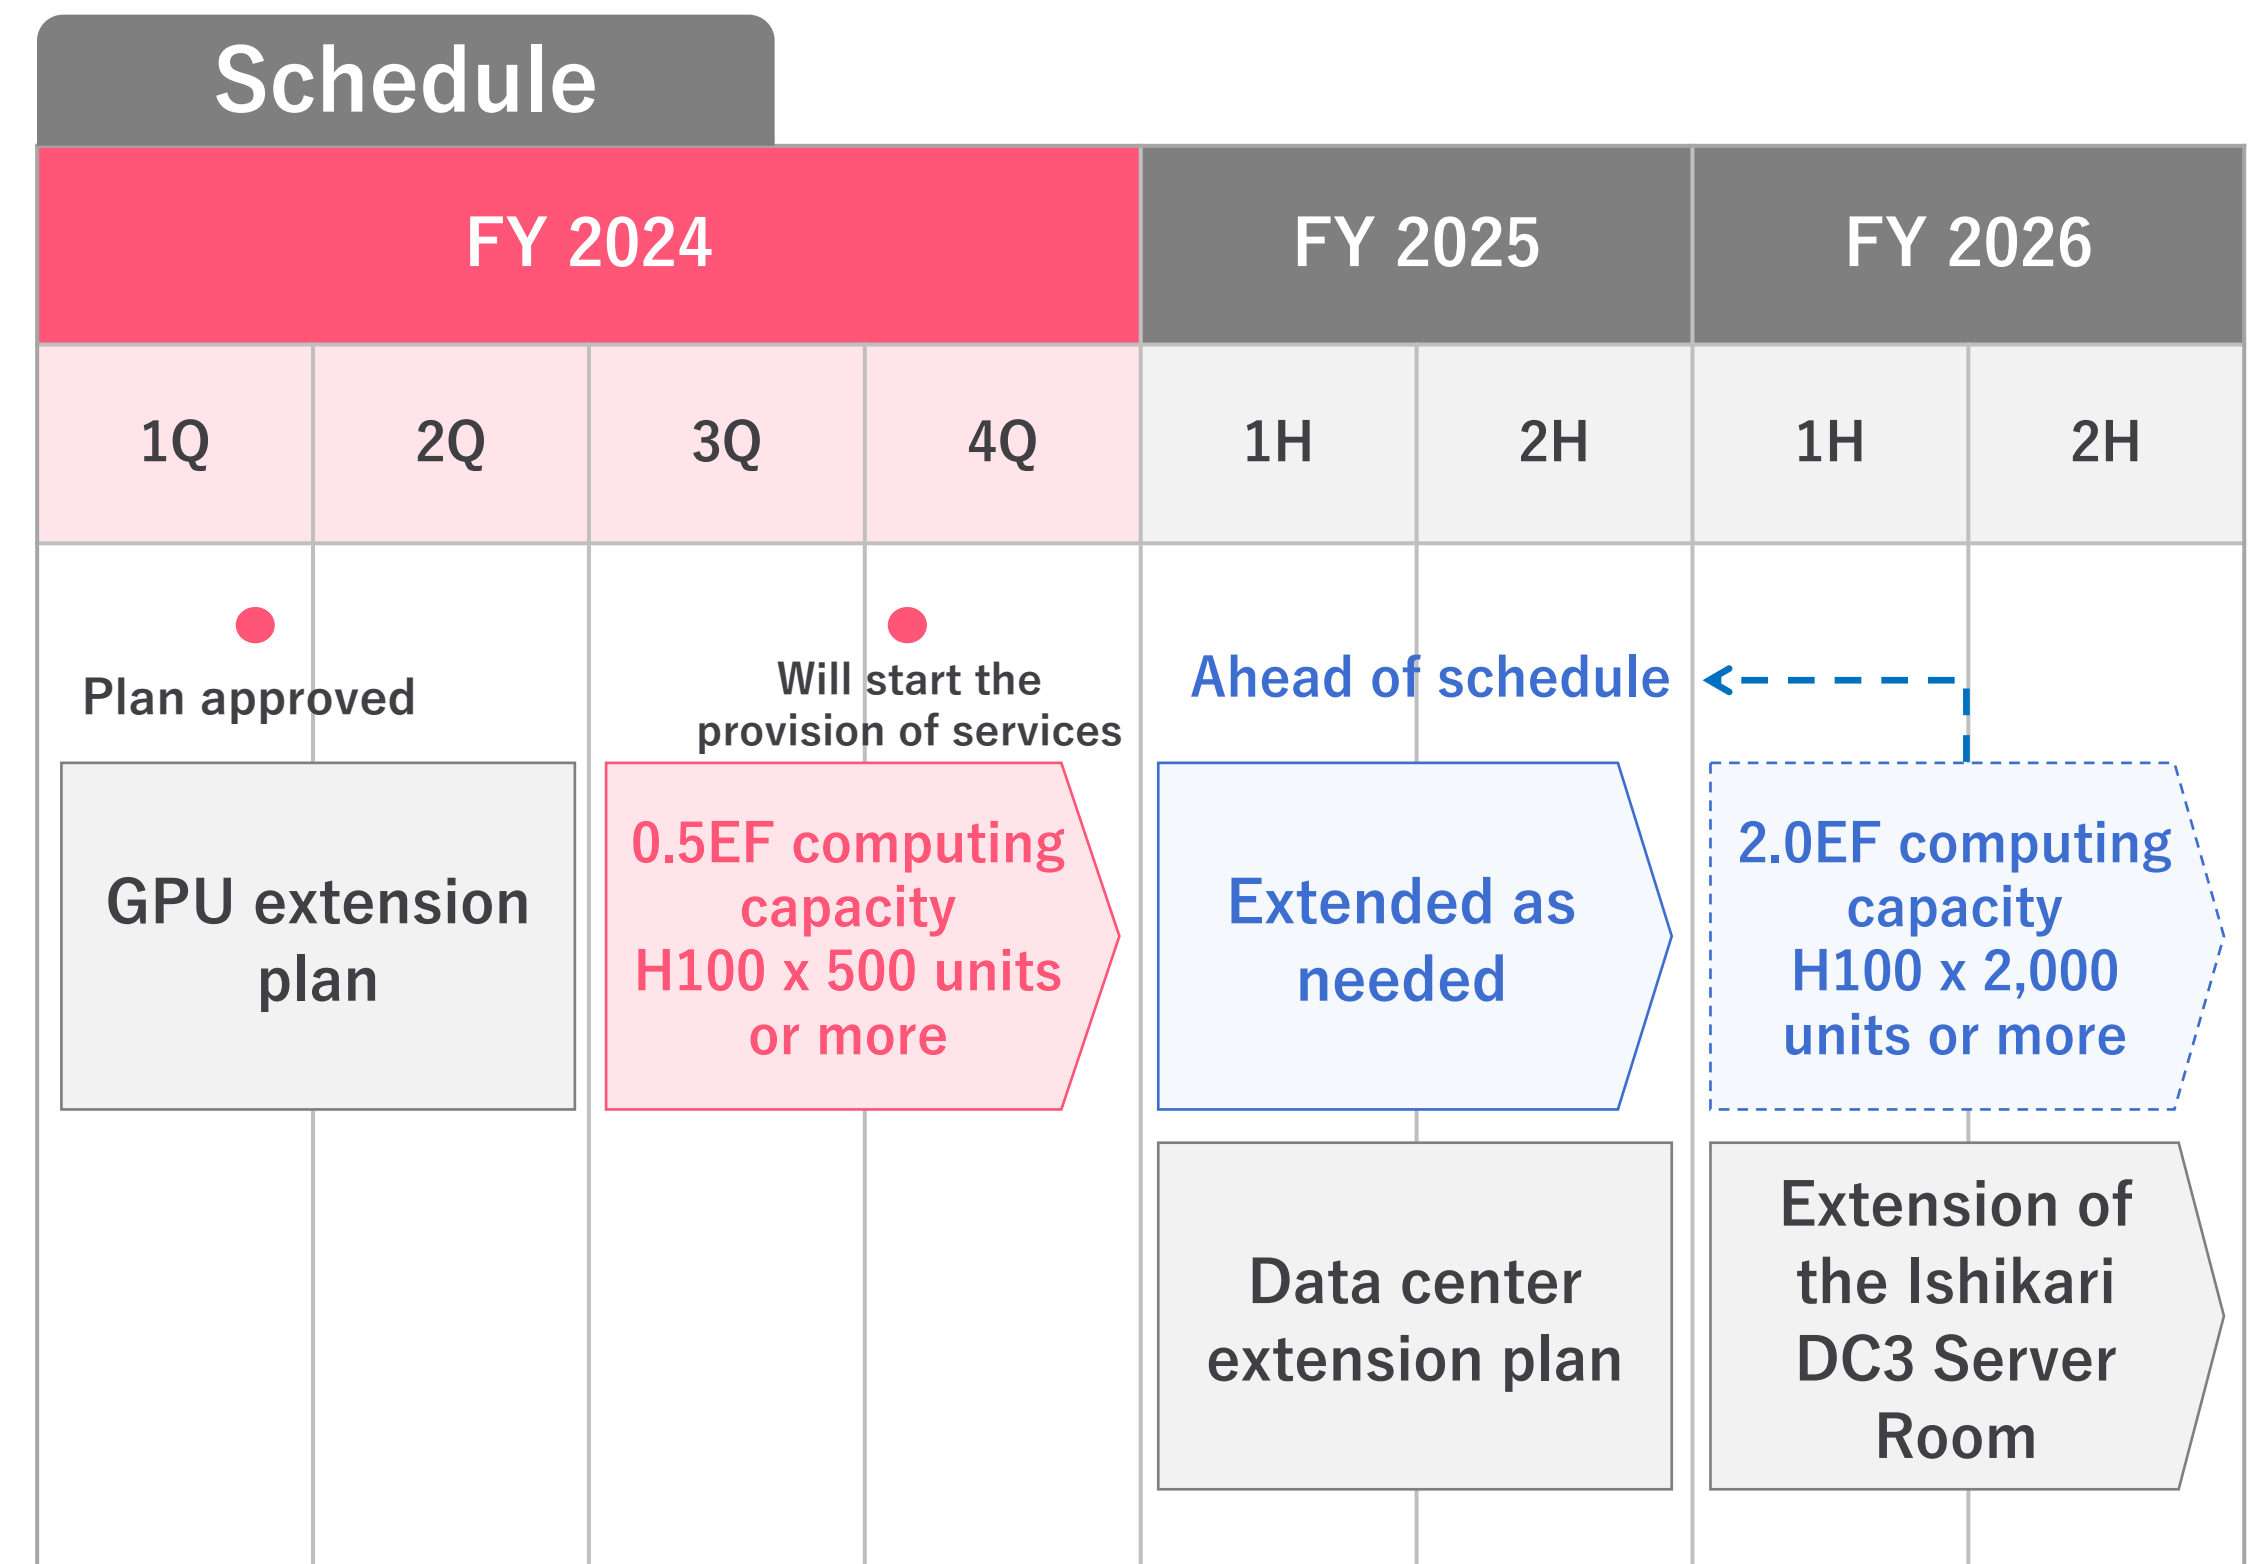 Schedule
FY 2024
FY 2025
FY 2026
1Q
2Q
3Q
4Q
1H
2H
1H
2H
Plan approved
Will start the
provision of services
Ahead of schedule
GPU extension
plan
0.5EF computing
capacity
H100 x 500 units
or more
Extended as
needed
2.0EF computing
capacity
H100 x 2,000
units or more
Data center
extension plan
Extension of
the Ishikari
DC3 Server
Room